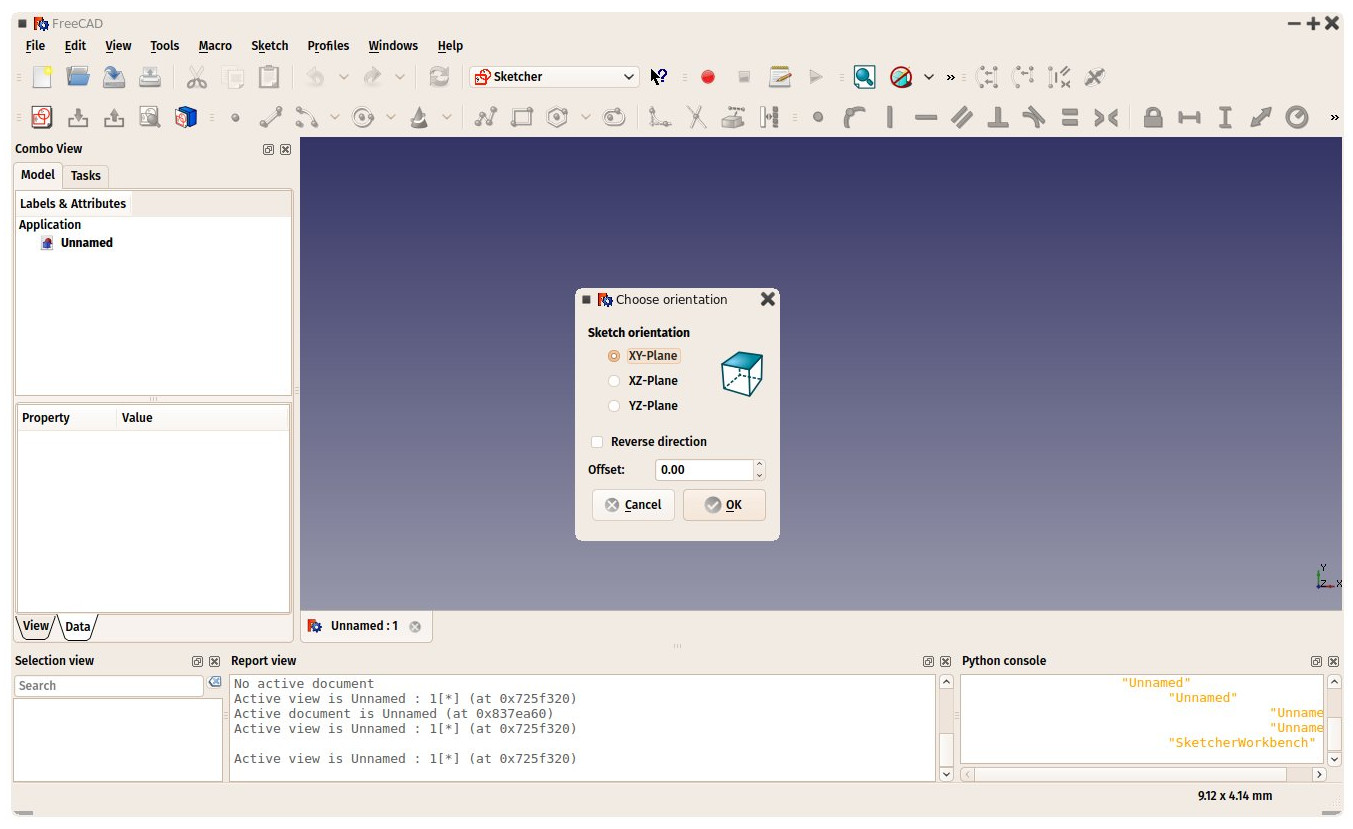 FreeCAD
File Edit View Tools Macro Sketch Profiles Windows Help
Sketcher
Combo View
Model Tasks
Labels & Attributes
Application
Unnamed
Property Value
View Data
Choose orientation
Sketch orientation
XY-Plane
XZ-Plane
YZ-Plane
Reverse direction
Offset: 0.00
Cancel OK
Y
Z X
Unnamed : 1
Selection view
Search
Report view
No active document
Active view is Unnamed : 1[*] (at 0x725f320)
Active document is Unnamed (at 0x837ea60)
Active view is Unnamed : 1[*] (at 0x725f320)
Active view is Unnamed : 1[*] (at 0x725f320)
Python console
"Unnamed"
"Unnamed"
"Unname
"Unname
"SketcherWorkbench"
9.12 x 4.14 mm